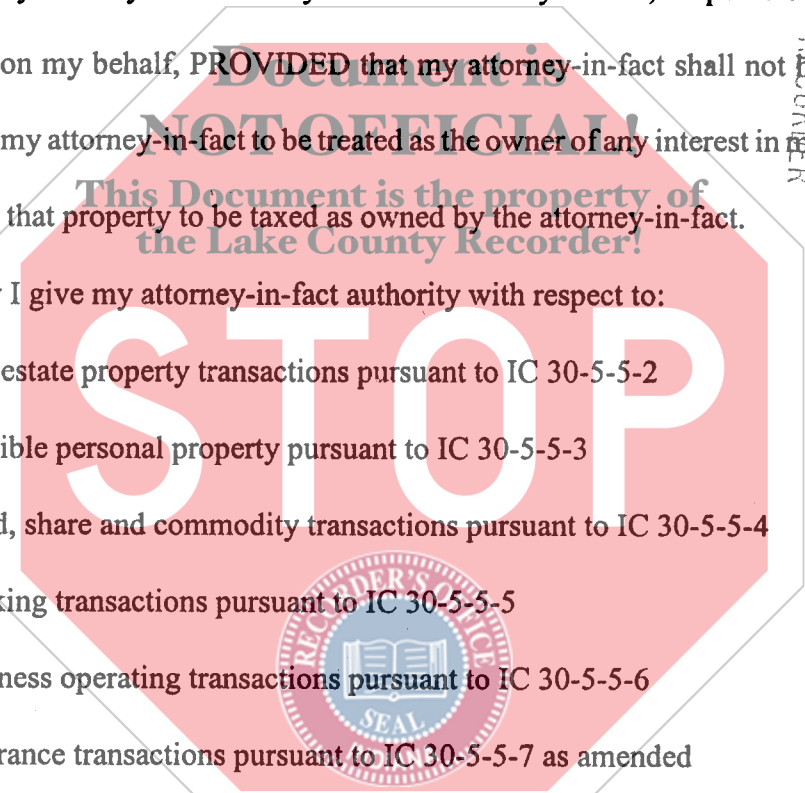 on my behalf, PROVIDED that my attorney-in-fact shall not
Document is
my attorney-in-fact to be treated as the owner of any interest in
NOT OFFICIAL!
This Document is the property of
that property to be taxed as owned by the attorney-in-fact.
the Lake County Recorder!
I give my attorney-in-fact authority with respect to:
STOP
estate property transactions pursuant to IC 30-5-5-2
ible personal property pursuant to IC 30-5-5-3
, share and commodity transactions pursuant to IC 30-5-5-4
king transactions pursuant to IC 30-5-5-5
RECORDER'S OFFICE
ness operating transactions pursuant to IC 30-5-5-6
SEAL
rance transactions pursuant to IC 30-5-5-7 as amended